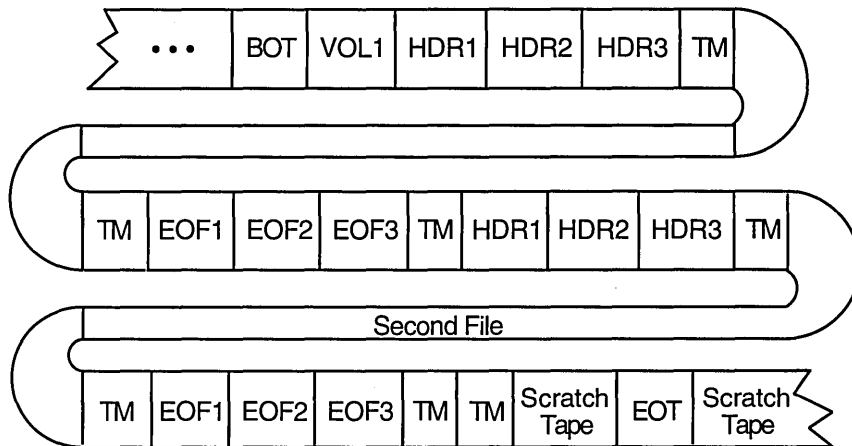 ••• BOT VOL1 HDR1 HDR2 HDR3 TM
TM EOF1 EOF2 EOF3 TM HDR1 HDR2 HDR3 TM
Second File
TM EOF1 EOF2 EOF3 TM TM Scratch Tape EOT Scratch Tape